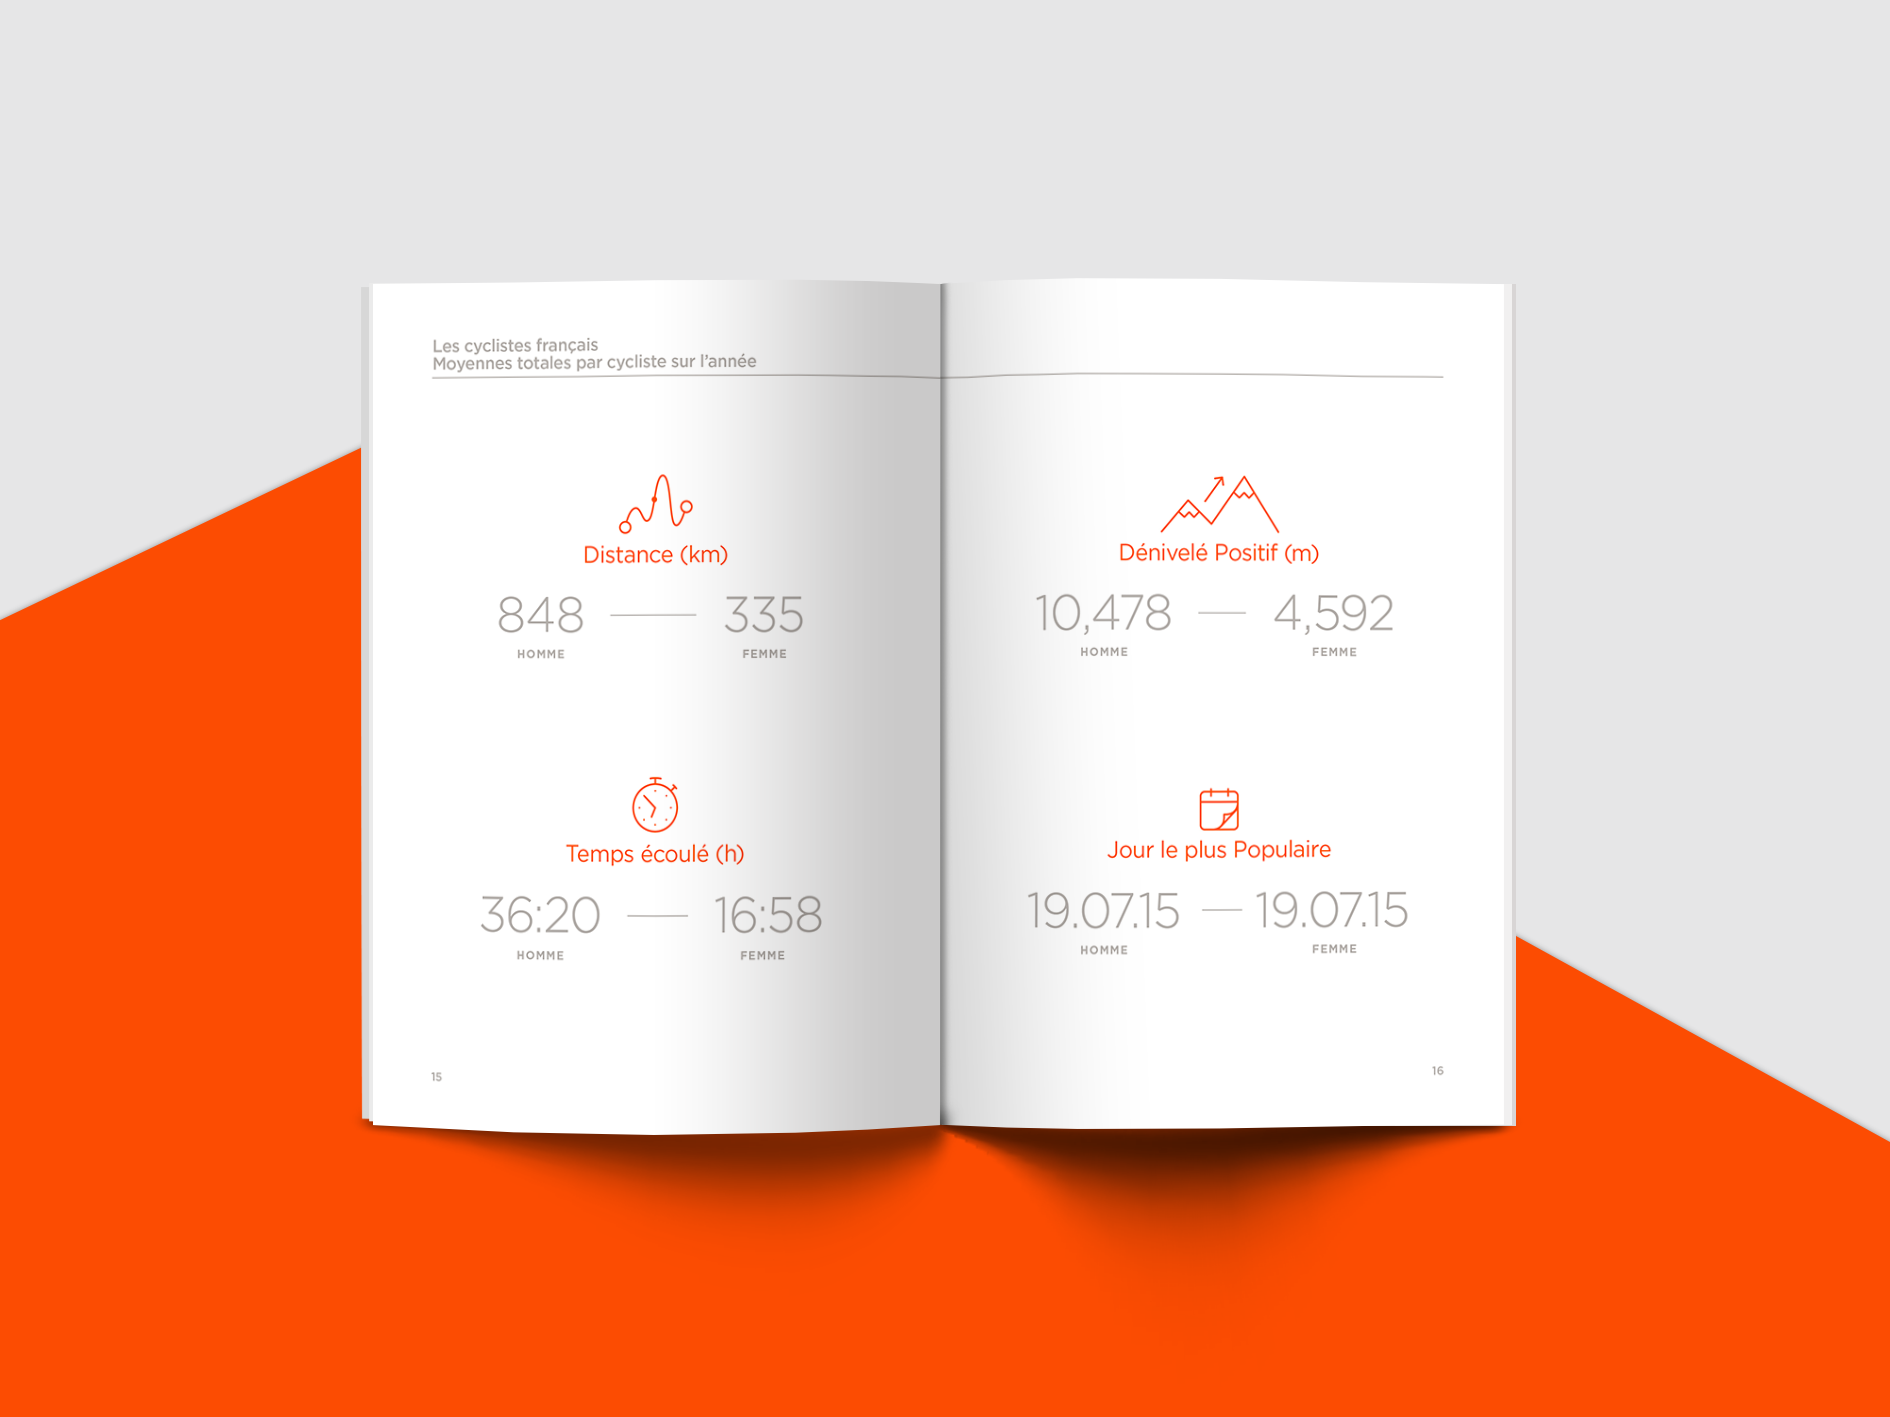 Les cyclistes français
Moyennes totales par cycliste sur l'année
Distance (km)
848 335
HOMME FEMME
Temps écoulé (h)
36:20 16:58
HOMME FEMME
15
Dénivelé Positif (m)
10,478 4,592
HOMME FEMME
Jour le plus Populaire
19.07.15 19.07.15
HOMME FEMME
16